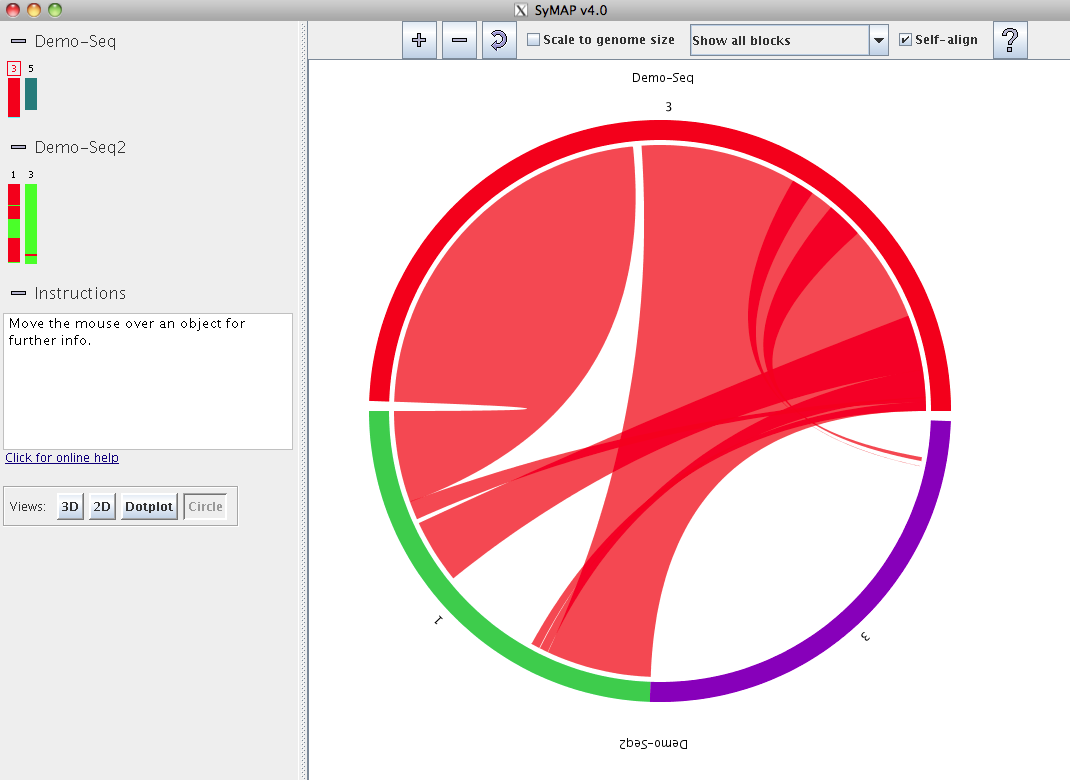 SyMAP v4.0
Demo-Seq
3 5
Demo-Seq2
1 3
Instructions
Move the mouse over an object for
further info.
Click for online help
Views: 3D 2D Dotplot Circle
+ - Scale to genome size Show all blocks Self-align ?
Demo-Seq
3
1
3
Demo-Seq2